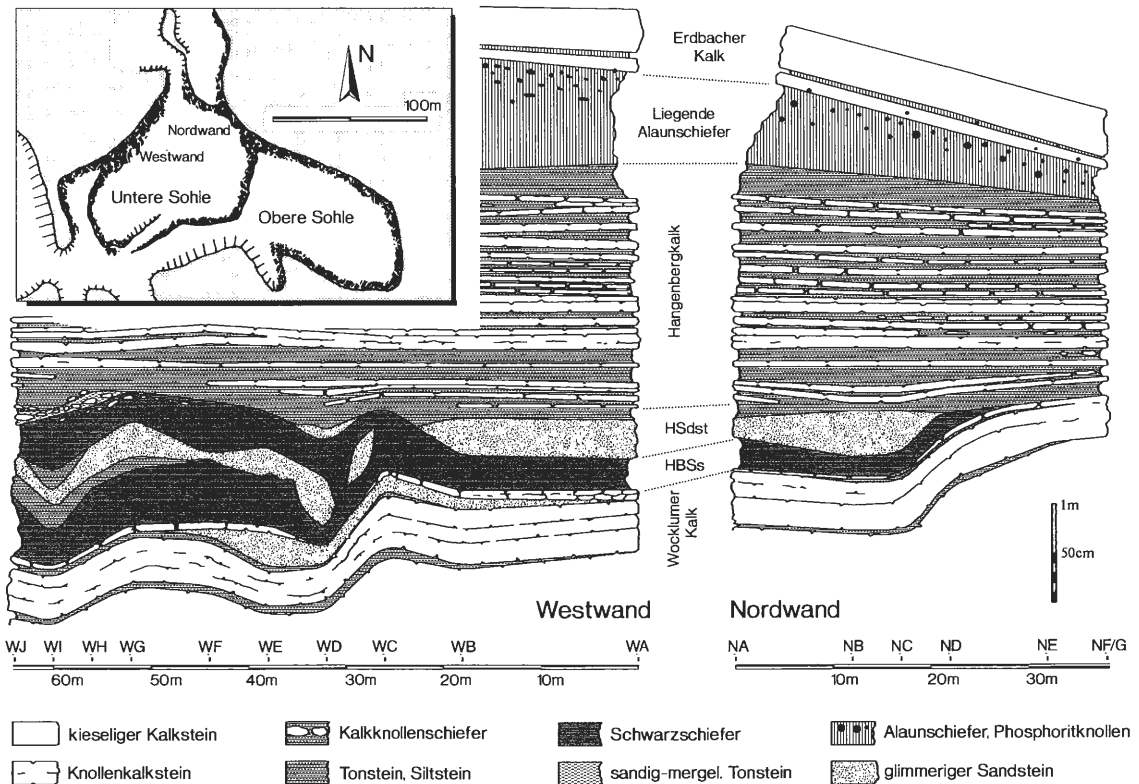 N
100m
Nordwand
Westwand
Untere Sohle
Obere Sohle
Erdbacher
Kalk
Liegende
Alaunschiefer
Hangenbergkalk
HSdst
HBSs
Wocklumer
Kalk
1m
50cm
Westwand
Nordwand
WJ WI WH WG WF WE WD WC WB WA
60m 50m 40m 30m 20m 10m
NA NB NC ND NE NF/G
10m 20m 30m
kieseliger Kalkstein
Kalkknollenschiefer
Schwarzschiefer
Alaunschiefer, Phosphoritknollen
Knollenkalkstein
Tonstein, Siltstein
sandig-mergel. Tonstein
glimmeriger Sandstein